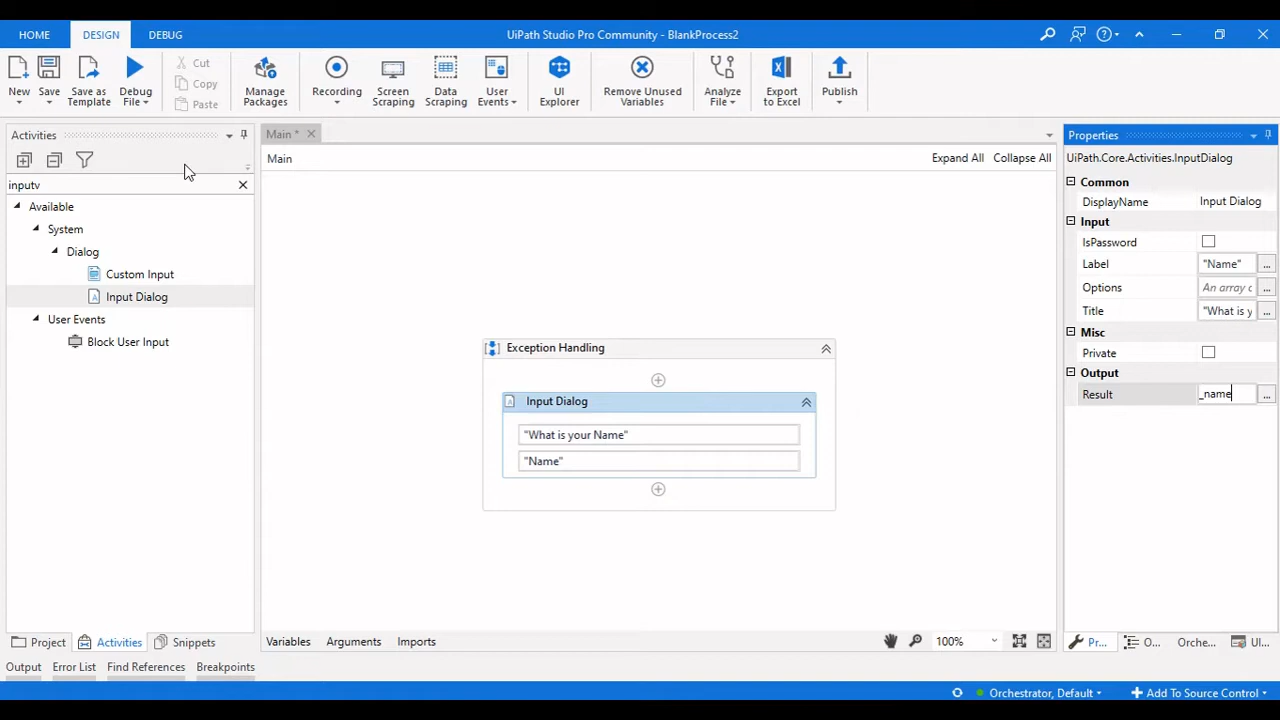 HOME DESIGN DEBUG UiPath Studio Pro Community - BlankProcess2
New Save Save as Template Debug File Cut Copy Paste Manage Packages Recording Screen Scraping Data Scraping User Events UI Explorer Remove Unused Variables Analyze File Export to Excel Publish
Activities
inputv
Available
System
Dialog
Custom Input
Input Dialog
User Events
Block User Input
Main *
Main Expand All Collapse All
Exception Handling
Input Dialog
"What is your Name"
"Name"
Properties
UiPath.Core.Activities.InputDialog
Common
DisplayName Input Dialog
Input
IsPassword
Label "Name" ...
Options An array c ...
Title "What is y ...
Misc
Private
Output
Result _name ...
Project Activities Snippets Variables Arguments Imports 100% Pr... O... Orche... UI...
Output Error List Find References Breakpoints
Orchestrator, Default Add To Source Control